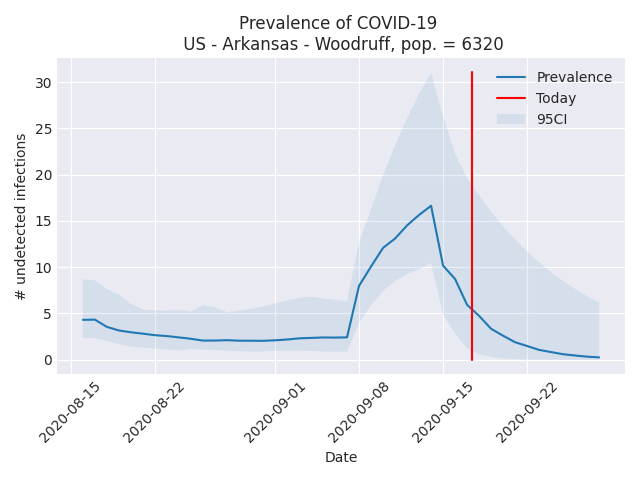 Prevalence of COVID-19
US - Arkansas - Woodruff, pop. = 6320
Prevalence
Today
95CI
# undetected infections
30
25
20
15
10
5
0
2020-08-15
2020-08-22
2020-09-01
2020-09-08
2020-09-15
2020-09-22
Date